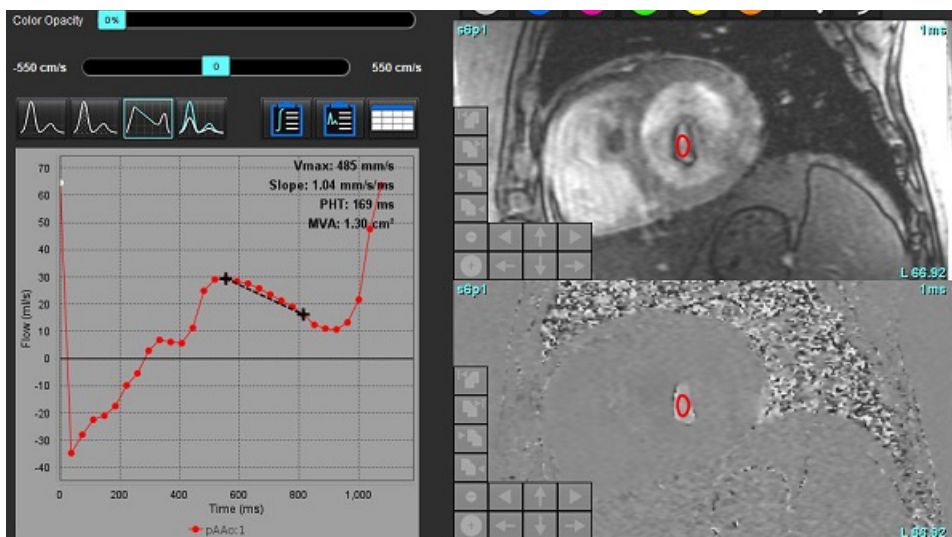 Color Opacity 0%
-550 cm/s 0 550 cm/s
Vmax: 485 mm/s
Slope: 1.04 mm/s/ms
PHT: 169 ms
MVA: 1.30 cm²
70
60
50
40
30
20
10
0
-10
-20
-30
-40
Flow (ml/s)
0 200 400 600 800 1,000
Time (ms)
pAAo:1
s6p1 1ms
L 66.92
s6p1 1ms
L 66.92